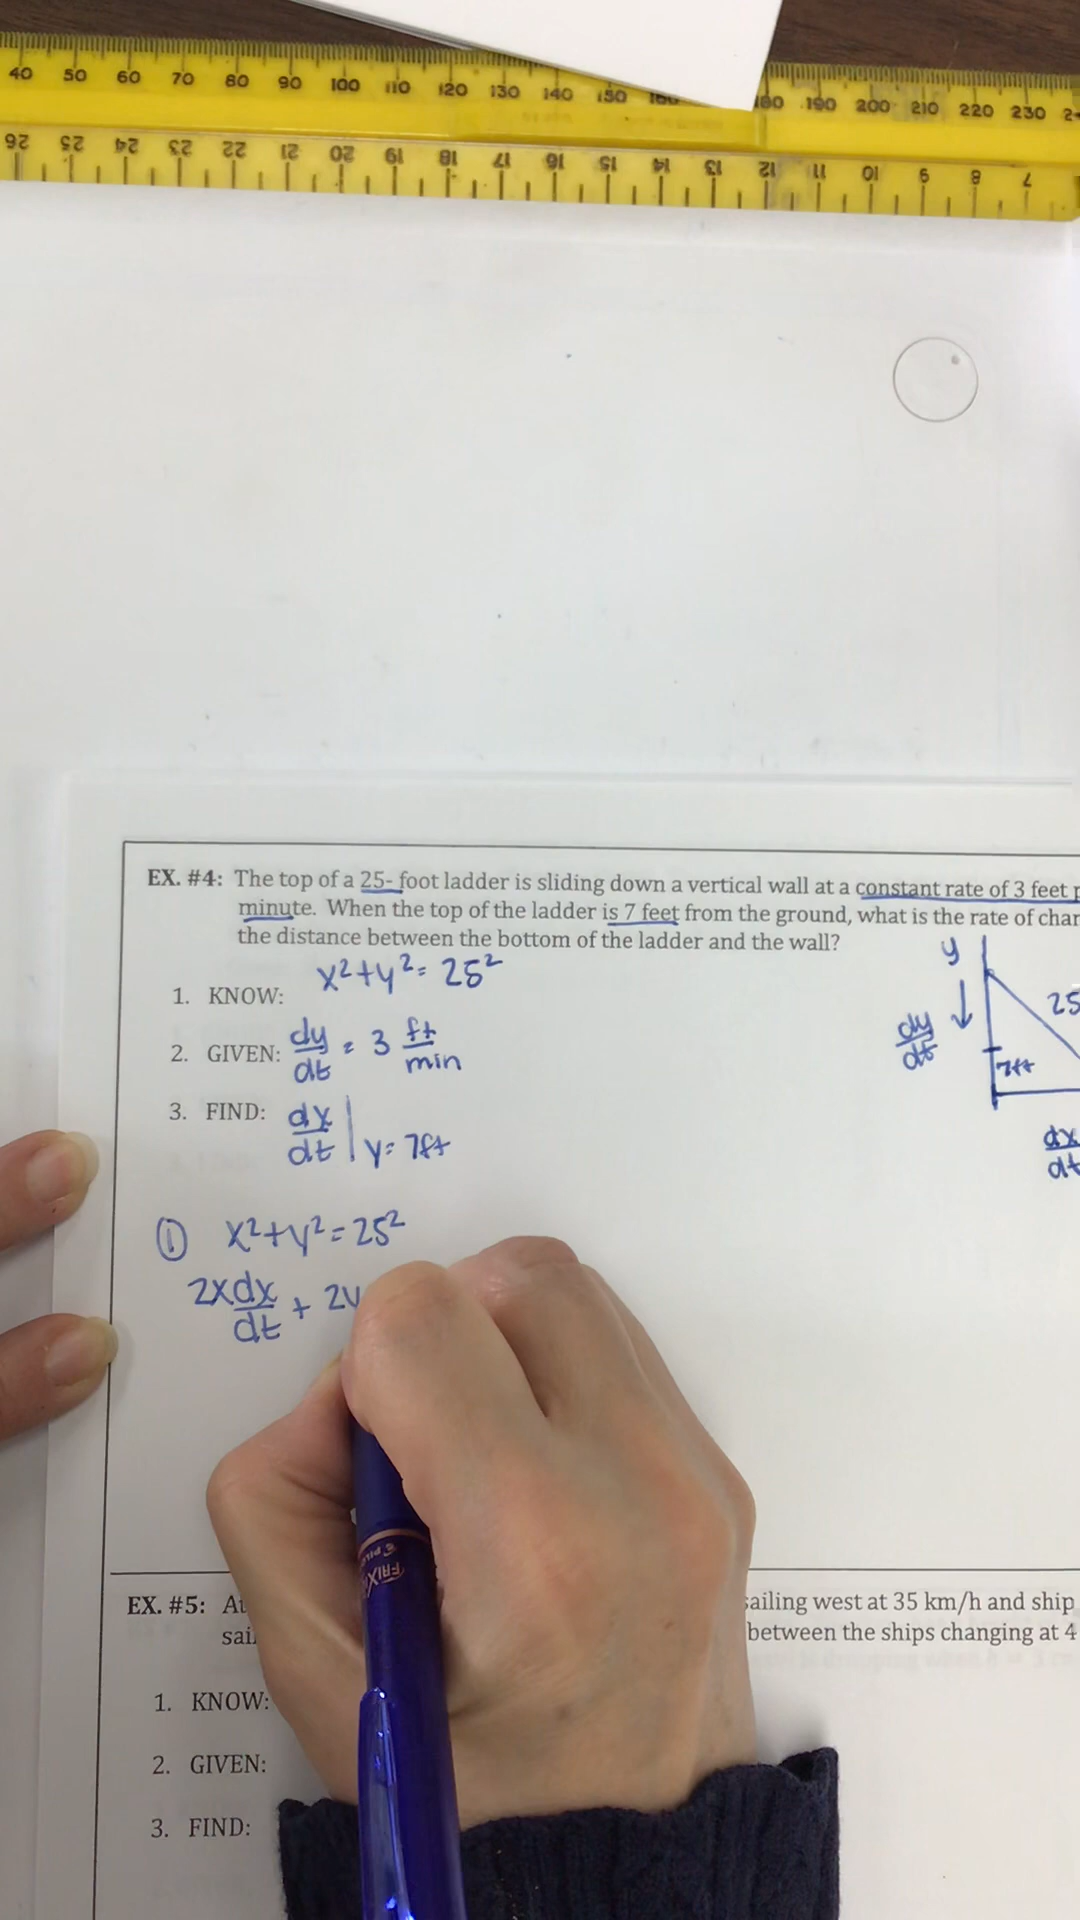 40 50 60 70 80 90 100 110 120 130 140 150 160 180 190 200 210 220 230
26 25 24 23 22 21 20 19 18 17 16 15 14 13 12 11 10 9 8 7
EX. #4: The top of a 25- foot ladder is sliding down a vertical wall at a constant rate of 3 feet
minute. When the top of the ladder is 7 feet from the ground, what is the rate of
the distance between the bottom of the ladder and the wall?
1. KNOW: x²+y²= 25²
2. GIVEN: dy/dt = 3 ft/min
3. FIND: dx/dt | y= 7ft
y
dy/dt ↓
25
7ft
dx/dt
① x²+y²=25²
2x dx/dt + 2y
FRIXION
EX. #5: At sailing west at 35 km/h and ship
between the ships changing at 4
1. KNOW:
2. GIVEN:
3. FIND: